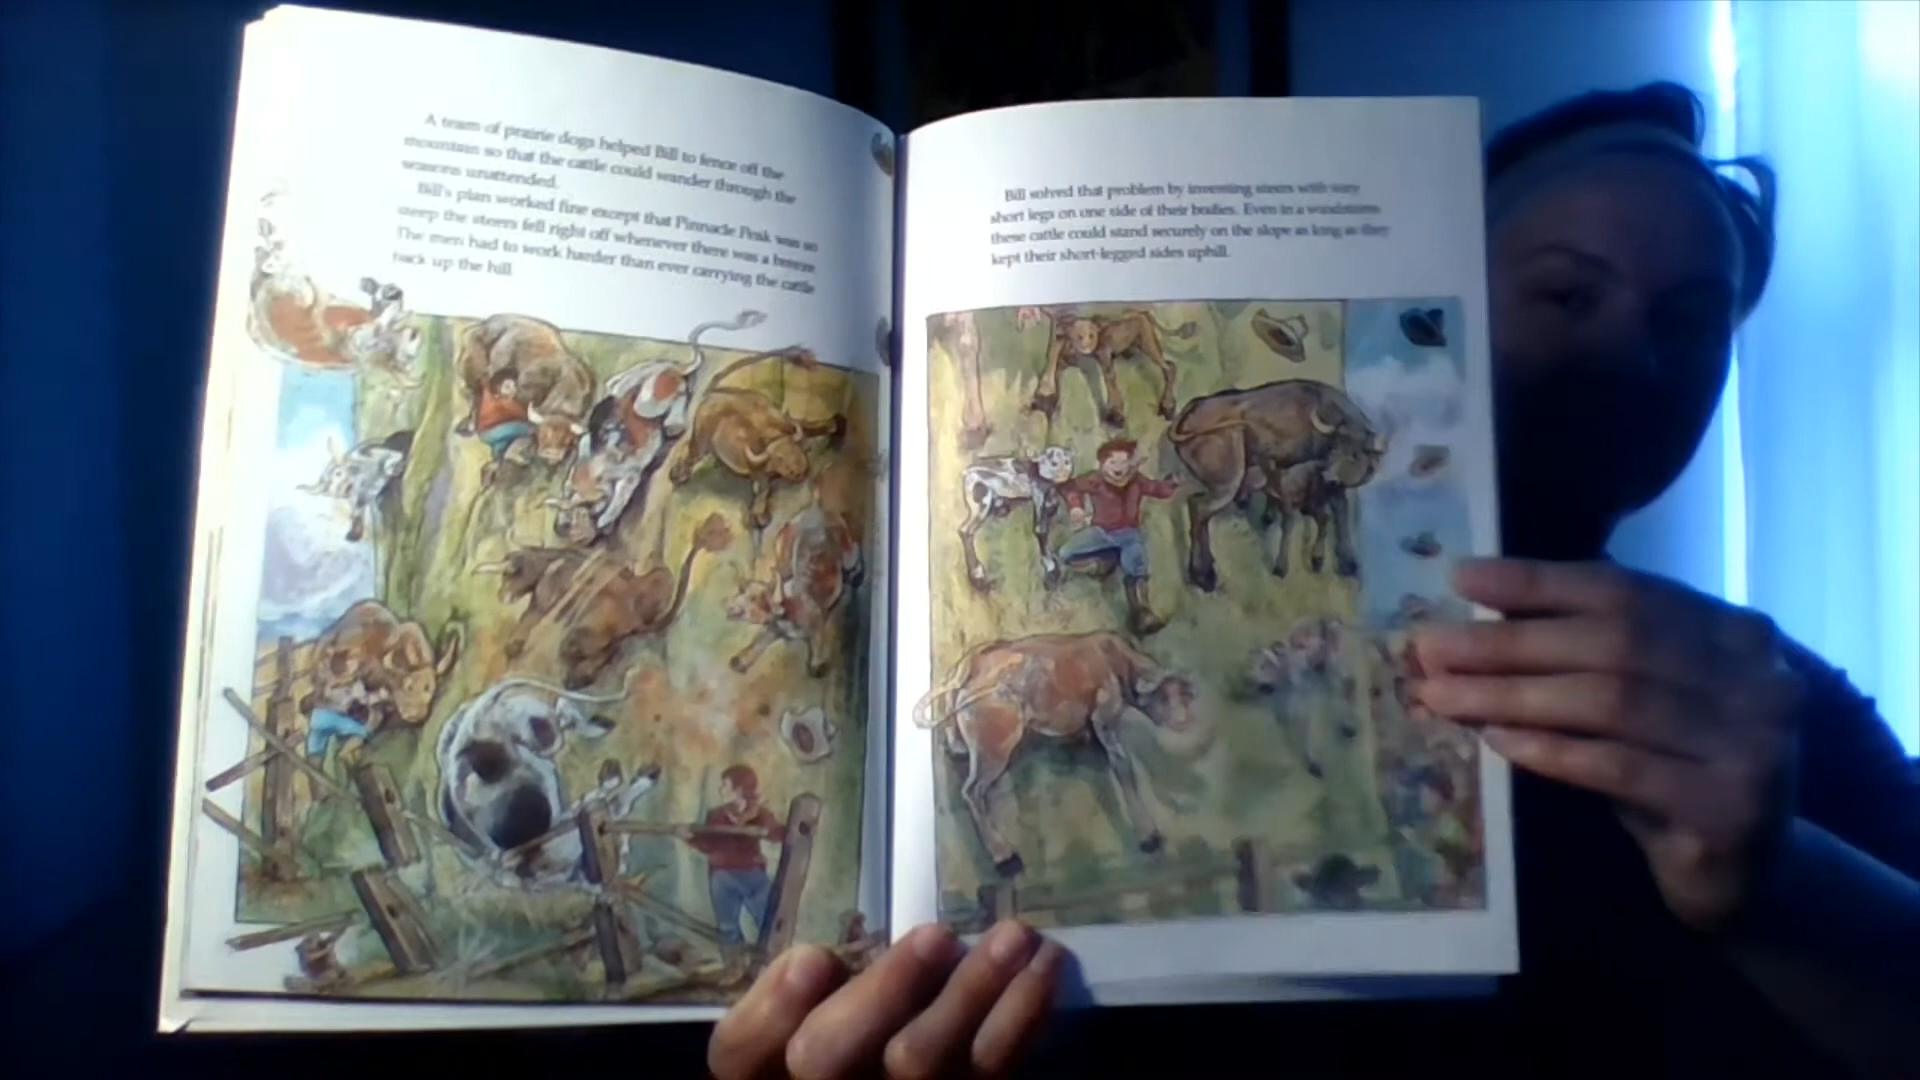 A team of prairie dogs helped Bill to fence off the
mountain so that the cattle could wander through the
seasons unattended.
Bill's plan worked fine except that Pinnacle Peak was so
steep the steers fell right off whenever there was a breeze.
The men had to work harder than ever carrying the cattle
back up the hill.
Bill solved that problem by inventing steers with very
short legs on one side of their bodies. Even in a windstorm
these cattle could stand securely on the slope as long as they
kept their short-legged sides uphill.